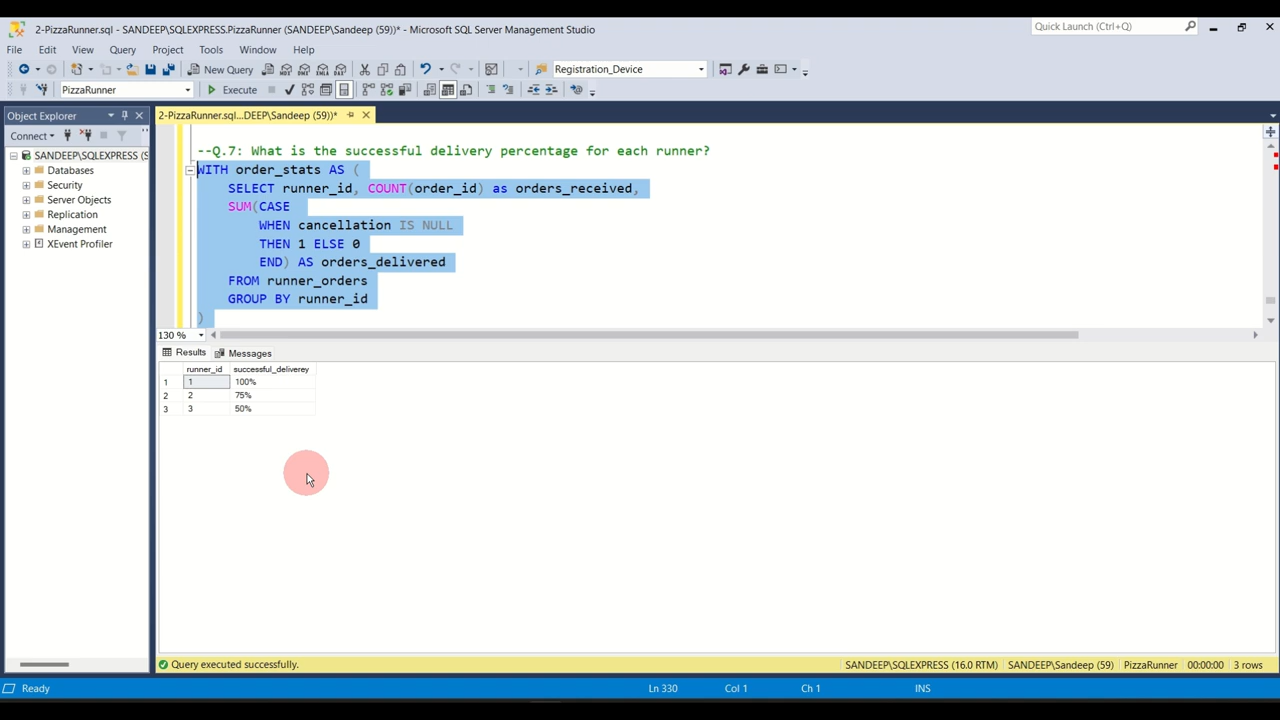 2-PizzaRunner.sql - SANDEEP\SQLEXPRESS.PizzaRunner (SANDEEP\Sandeep (59))* - Microsoft SQL Server Management Studio
Quick Launch (Ctrl+Q)
File Edit View Query Project Tools Window Help
New Query
Registration_Device
PizzaRunner
Execute
Object Explorer
2-PizzaRunner.sql...DEEP\Sandeep (59))*
Connect
SANDEEP\SQLEXPRESS (S
Databases
Security
Server Objects
Replication
Management
XEvent Profiler
--Q.7: What is the successful delivery percentage for each runner?
WITH order_stats AS (
SELECT runner_id, COUNT(order_id) as orders_received,
SUM(CASE
WHEN cancellation IS NULL
THEN 1 ELSE 0
END) AS orders_delivered
FROM runner_orders
GROUP BY runner_id
)
130 %
Results Messages
runner_id successful_deliverey
1 1 100%
2 2 75%
3 3 50%
Query executed successfully.
SANDEEP\SQLEXPRESS (16.0 RTM) SANDEEP\Sandeep (59) PizzaRunner 00:00:00 3 rows
Ready Ln 330 Col 1 Ch 1 INS